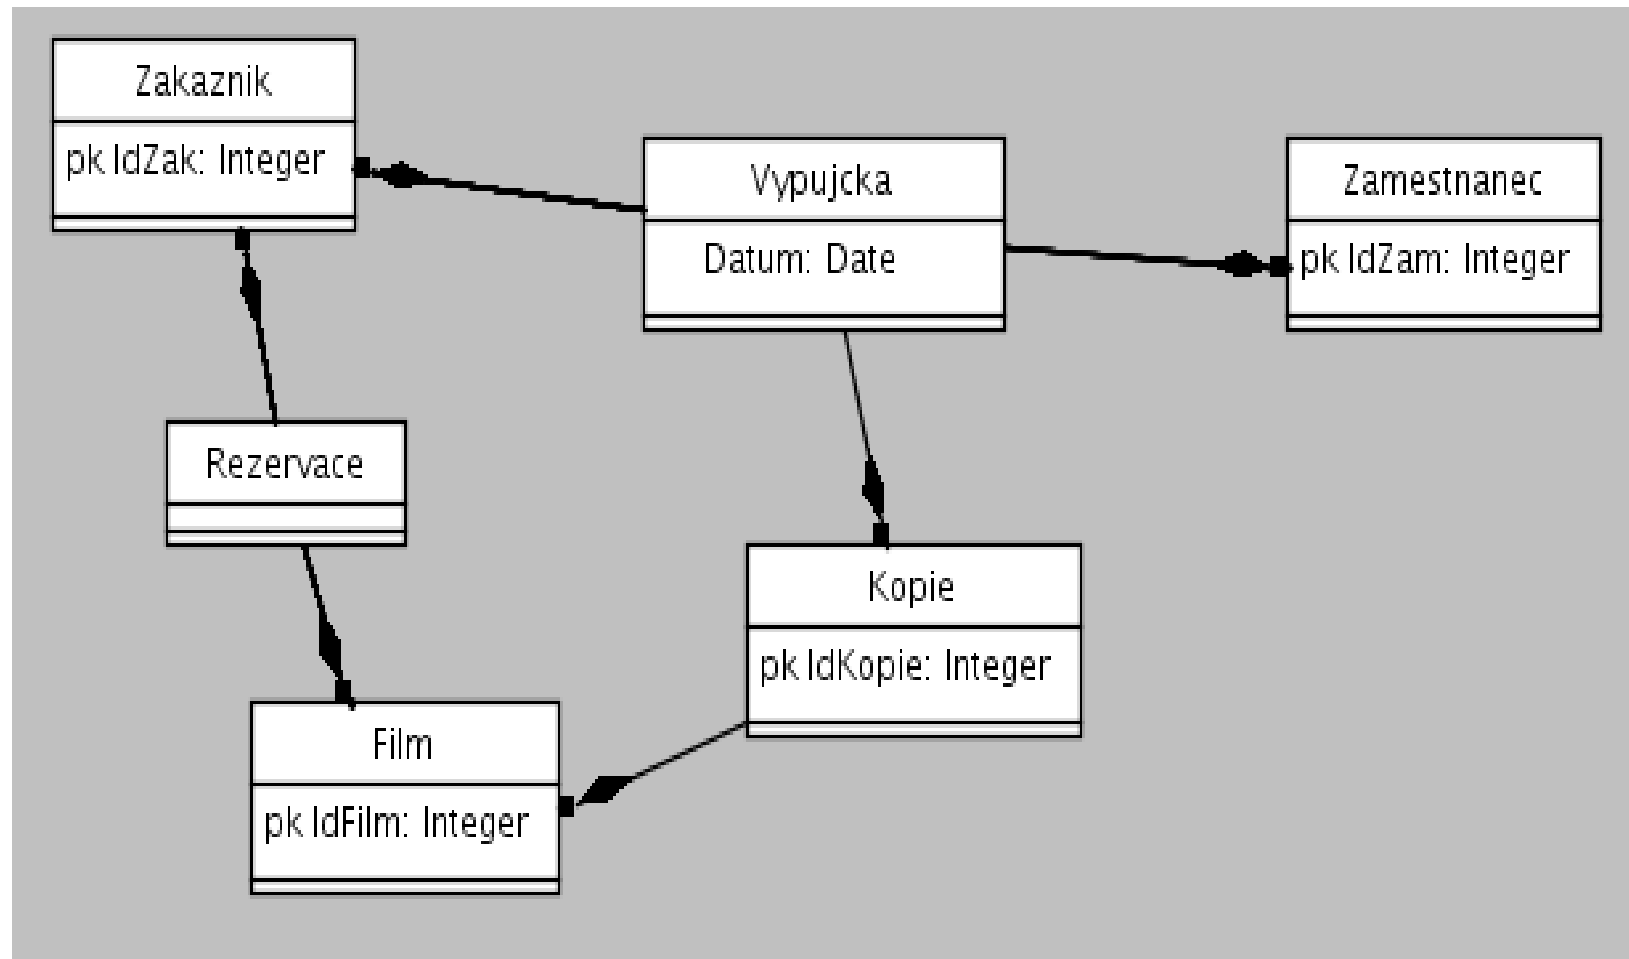 Zakaznik
pk IdZak: Integer
Vypujcka
Datum: Date
Zamestnanec
pk IdZam: Integer
Rezervace
Kopie
pk IdKopie: Integer
Film
pk IdFilm: Integer